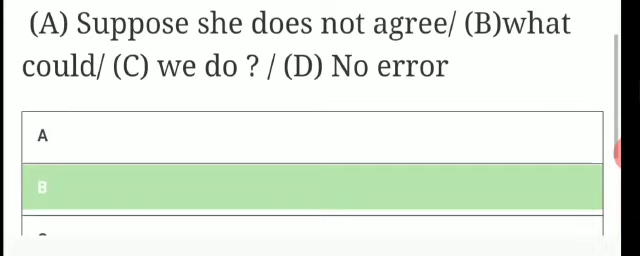 (A) Suppose she does not agree/ (B)what
could/ (C) we do ? / (D) No error
A
B